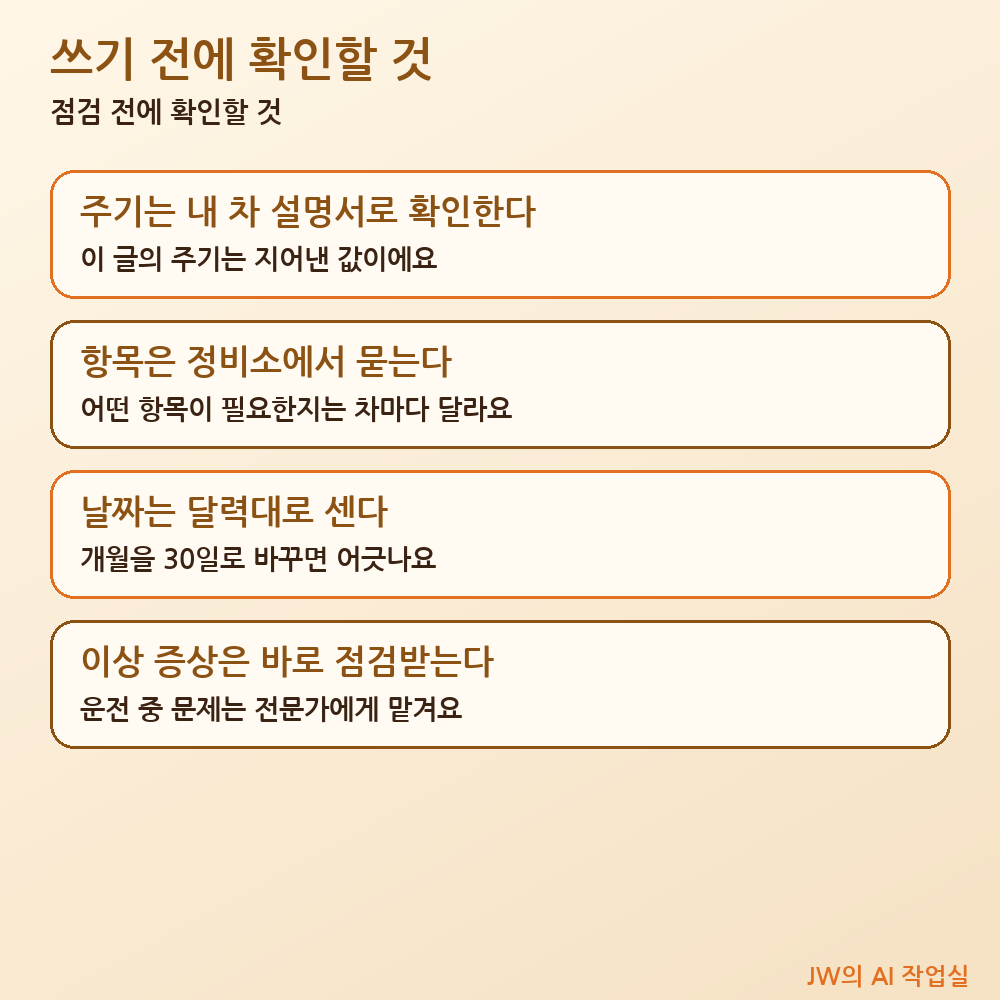 쓰기 전에 확인할 것
점검 전에 확인할 것
주기는 내 차 설명서로 확인한다
이 글의 주기는 지어낸 값이에요
항목은 정비소에서 묻는다
어떤 항목이 필요한지는 차마다 달라요
날짜는 달력대로 센다
개월을 30일로 바꾸면 어긋나요
이상 증상은 바로 점검받는다
운전 중 문제는 전문가에게 맡겨요
JW의 AI 작업실